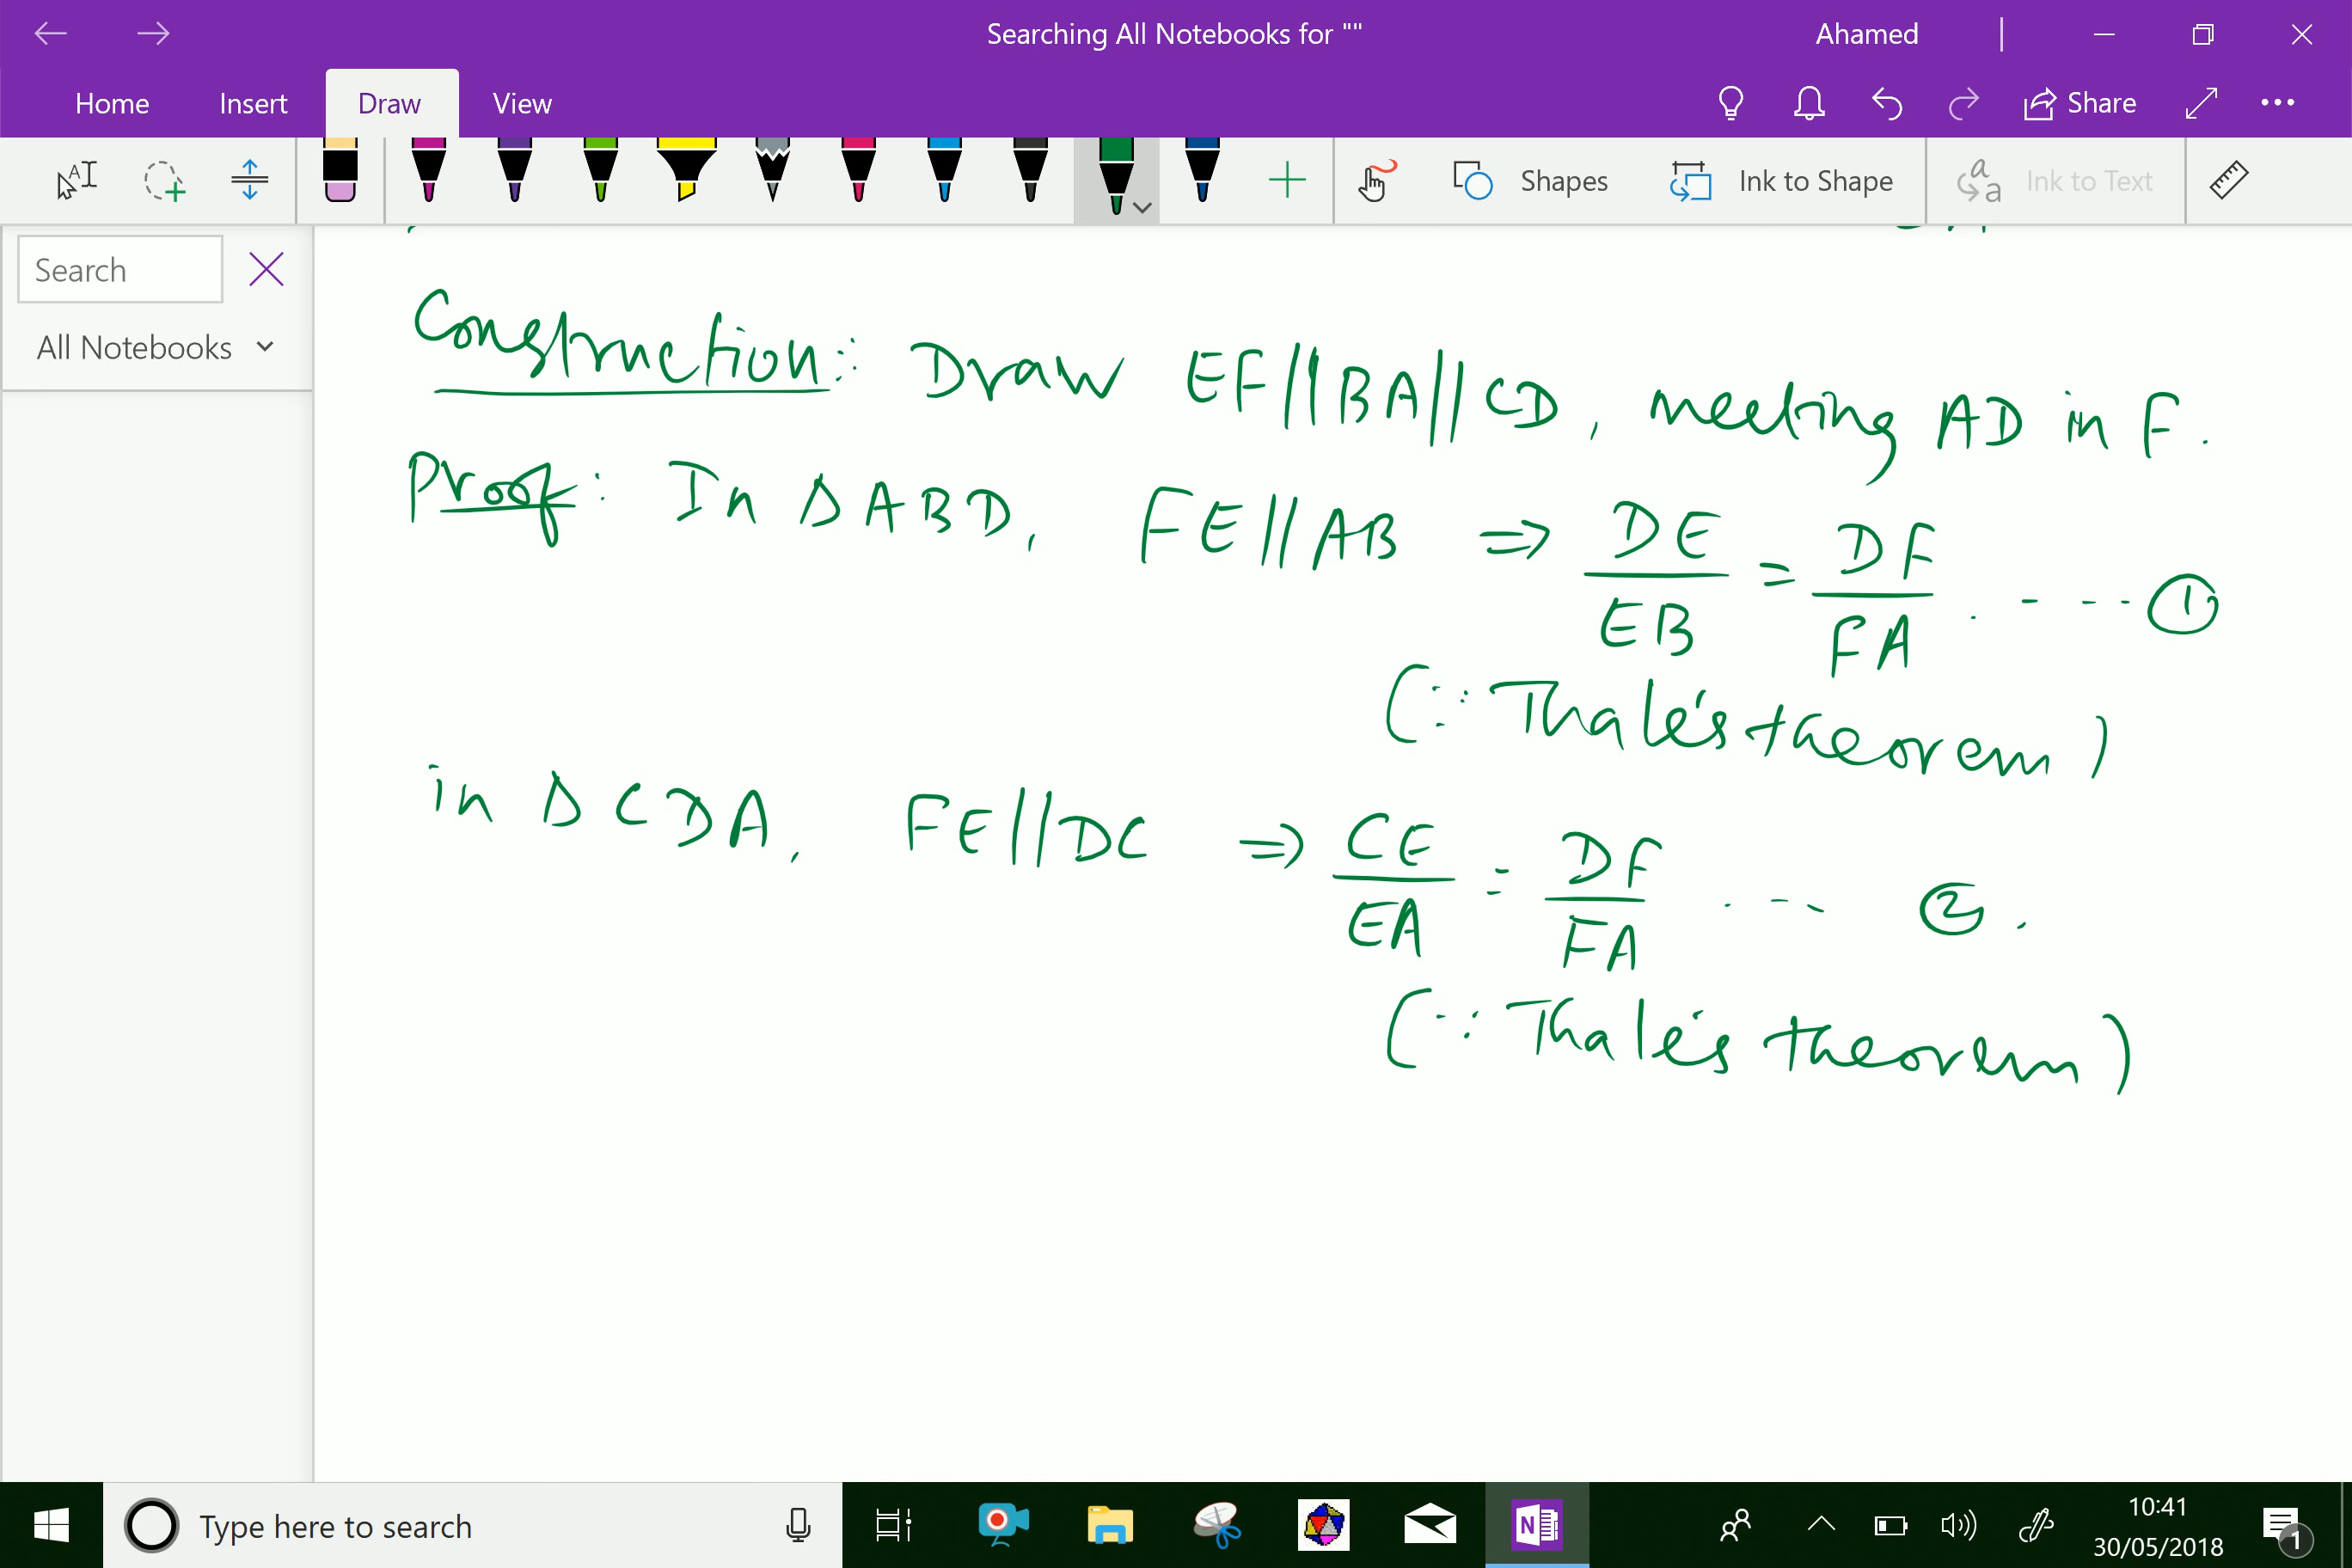 Searching All Notebooks for ""
Ahamed
Home Insert Draw View
Share
Shapes
Ink to Shape
Ink to Text
Search
All Notebooks
Construction: Draw EF||BA||CD, meeting AD in F.
Proof: In ΔABD, FE||AB ⇒ DE/EB = DF/FA . - --- ①
(∵ Thale's theorem)
in ΔCDA, FE||DC ⇒ CE/EA = DF/FA . --- ②.
(∵ Thale's theorem)
Type here to search
10:41
30/05/2018
1